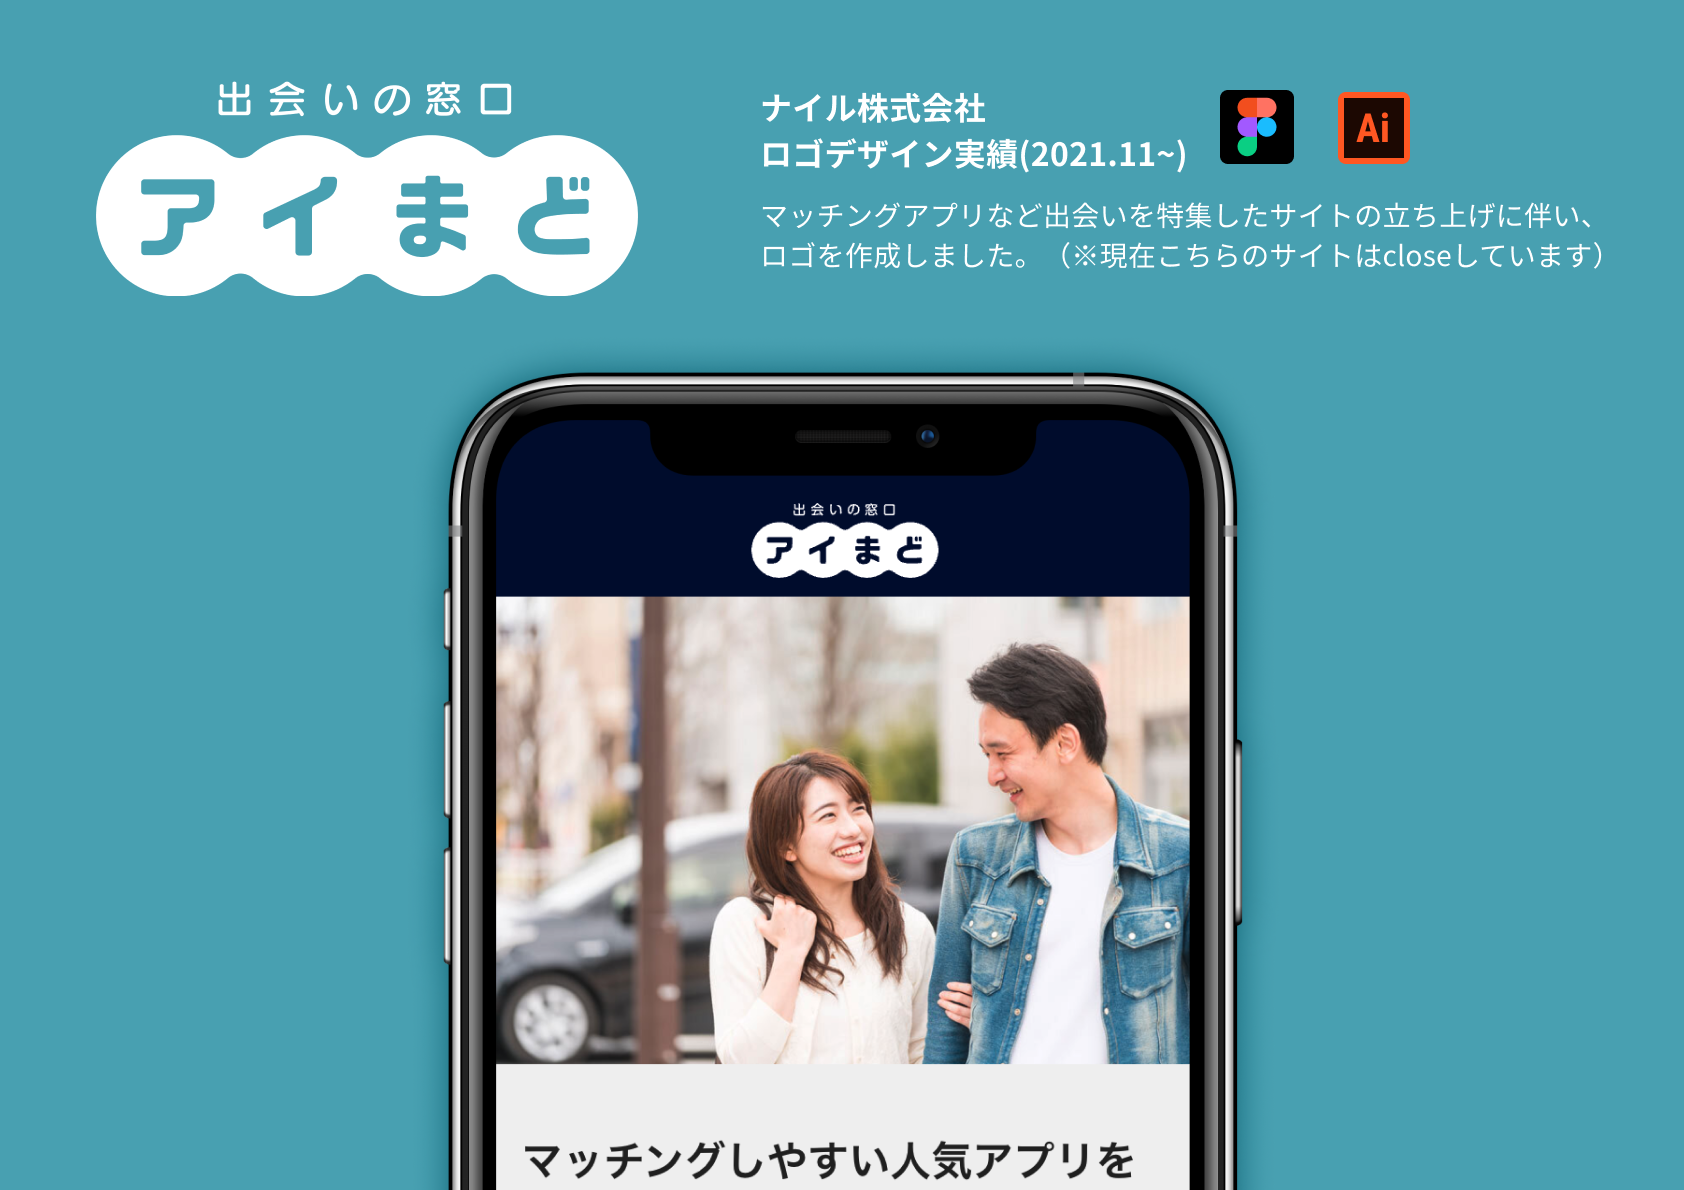 出会いの窓口
アイまど
ナイル株式会社
ロゴデザイン実績(2021.11~)
Ai
マッチングアプリなど出会いを特集したサイトの立ち上げに伴い、
ロゴを作成しました。（※現在こちらのサイトはcloseしています）
出会いの窓口
アイまど
マッチングしやすい人気アプリを